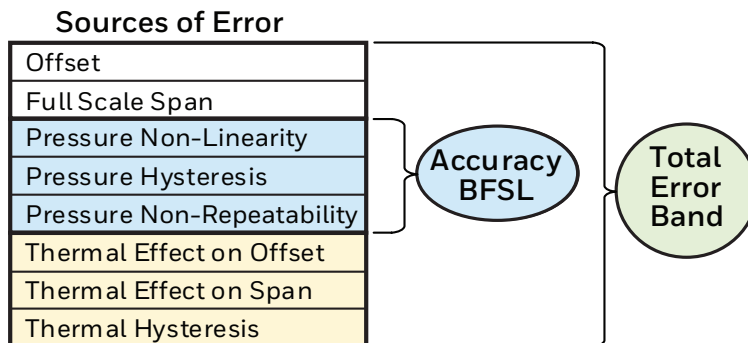 Sources of Error
Offset
Full Scale Span
Pressure Non-Linearity
Pressure Hysteresis
Pressure Non-Repeatability
Thermal Effect on Offset
Thermal Effect on Span
Thermal Hysteresis
Accuracy
BFSL
Total
Error
Band